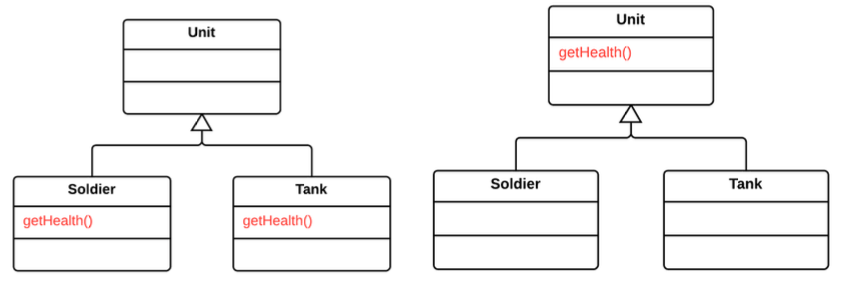 Unit
Soldier
getHealth()
Tank
getHealth()
Unit
getHealth()
Soldier
Tank